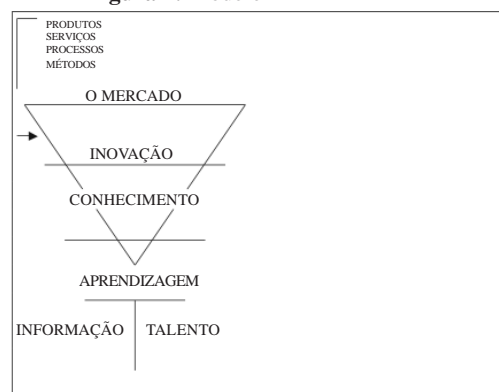 PRODUTOS
SERVIÇOS
PROCESSOS
MÉTODOS
O MERCADO
INOVAÇÃO
CONHECIMENTO
APRENDIZAGEM
INFORMAÇÃO TALENTO